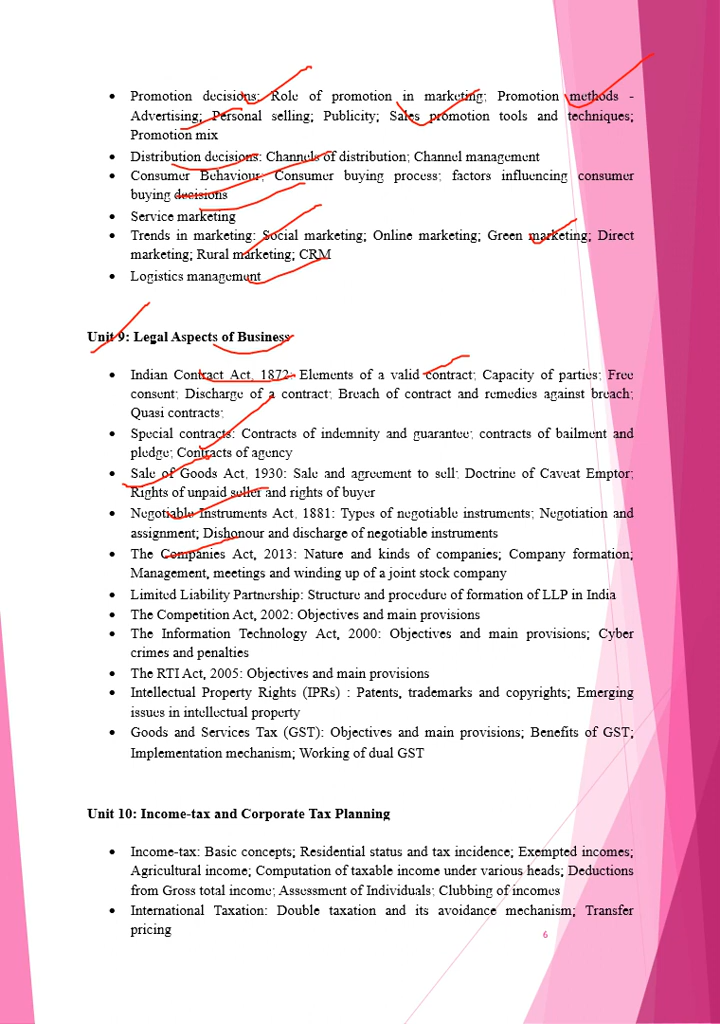 • Promotion decisions: Role of promotion in marketing; Promotion methods -
Advertising; Personal selling; Publicity; Sales promotion tools and techniques;
Promotion mix
• Distribution decisions: Channels of distribution; Channel management
• Consumer Behaviour; Consumer buying process; factors influencing consumer
buying decisions
• Service marketing
• Trends in marketing: Social marketing; Online marketing; Green marketing; Direct
marketing; Rural marketing; CRM
• Logistics management
Unit 9: Legal Aspects of Business
• Indian Contract Act, 1872: Elements of a valid contract; Capacity of parties; Free
consent; Discharge of a contract; Breach of contract and remedies against breach;
Quasi contracts;
• Special contracts: Contracts of indemnity and guarantee; contracts of bailment and
pledge; Contracts of agency
• Sale of Goods Act, 1930: Sale and agreement to sell; Doctrine of Caveat Emptor;
Rights of unpaid seller and rights of buyer
• Negotiable Instruments Act, 1881: Types of negotiable instruments; Negotiation and
assignment; Dishonour and discharge of negotiable instruments
• The Companies Act, 2013: Nature and kinds of companies; Company formation;
Management, meetings and winding up of a joint stock company
• Limited Liability Partnership: Structure and procedure of formation of LLP in India
• The Competition Act, 2002: Objectives and main provisions
• The Information Technology Act, 2000: Objectives and main provisions; Cyber
crimes and penalties
• The RTI Act, 2005: Objectives and main provisions
• Intellectual Property Rights (IPRs) : Patents, trademarks and copyrights; Emerging
issues in intellectual property
• Goods and Services Tax (GST): Objectives and main provisions; Benefits of GST;
Implementation mechanism; Working of dual GST
Unit 10: Income-tax and Corporate Tax Planning
• Income-tax: Basic concepts; Residential status and tax incidence; Exempted incomes;
Agricultural income; Computation of taxable income under various heads; Deductions
from Gross total income; Assessment of Individuals; Clubbing of incomes
• International Taxation: Double taxation and its avoidance mechanism; Transfer
pricing
6